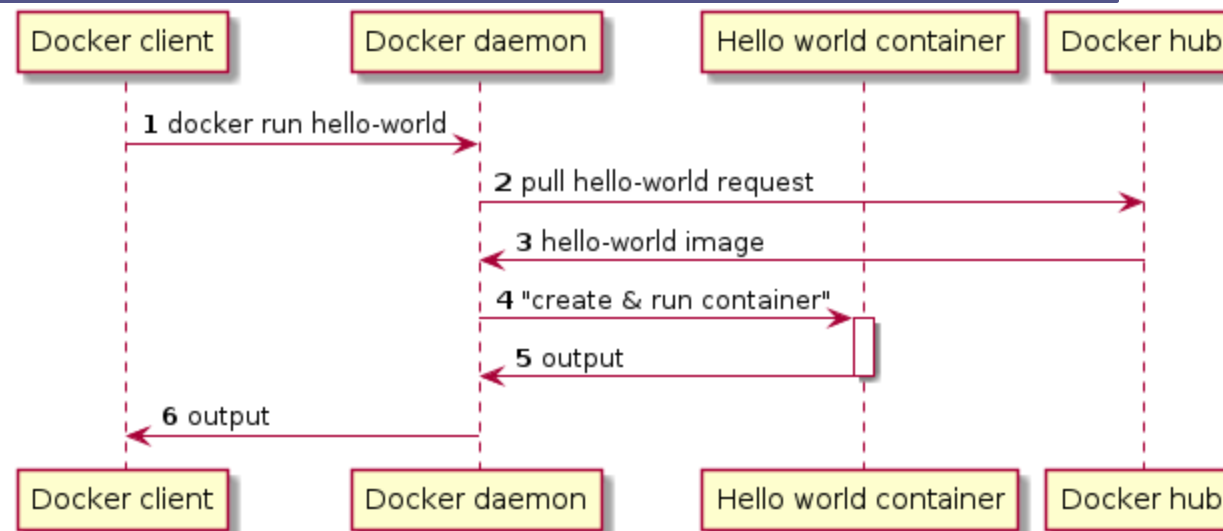 Docker client
Docker daemon
Hello world container
Docker hub
1 docker run hello-world
2 pull hello-world request
3 hello-world image
4 "create & run container"
5 output
6 output
Docker client
Docker daemon
Hello world container
Docker hub